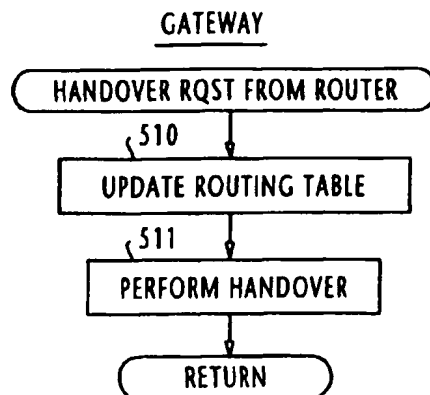 GATEWAY
HANDOVER RQST FROM ROUTER
510
UPDATE ROUTING TABLE
511
PERFORM HANDOVER
RETURN